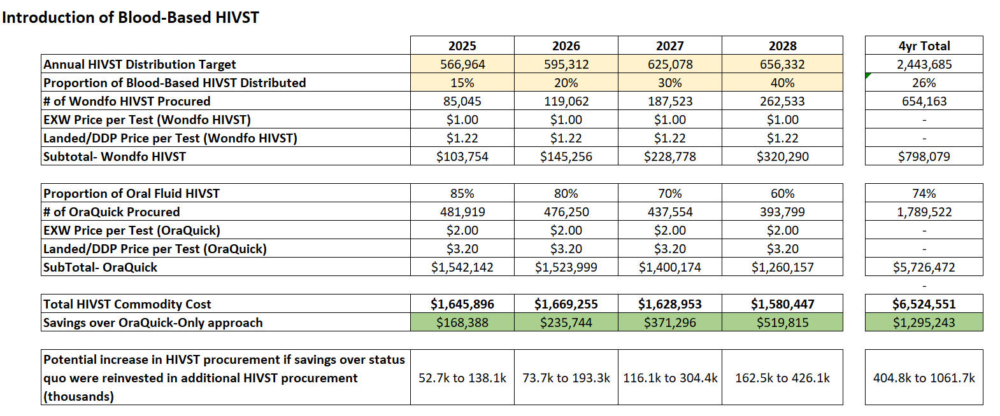 Introduction of Blood-Based HIVST
2025 2026 2027 2028 4yr Total
Annual HIVST Distribution Target 566,964 595,312 625,078 656,332 2,443,685
Proportion of Blood-Based HIVST Distributed 15% 20% 30% 40% 26%
# of Wondfo HIVST Procured 85,045 119,062 187,523 262,533 654,163
EXW Price per Test (Wondfo HIVST) $1.00 $1.00 $1.00 $1.00 -
Landed/DDP Price per Test (Wondfo HIVST) $1.22 $1.22 $1.22 $1.22 -
Subtotal- Wondfo HIVST $103,754 $145,256 $228,778 $320,290 $798,079
Proportion of Oral Fluid HIVST 85% 80% 70% 60% 74%
# of OraQuick Procured 481,919 476,250 437,554 393,799 1,789,522
EXW Price per Test (OraQuick) $2.00 $2.00 $2.00 $2.00 -
Landed/DDP Price per Test (OraQuick) $3.20 $3.20 $3.20 $3.20 -
SubTotal- OraQuick $1,542,142 $1,523,999 $1,400,174 $1,260,157 $5,726,472
-
Total HIVST Commodity Cost $1,645,896 $1,669,255 $1,628,953 $1,580,447 $6,524,551
Savings over OraQuick-Only approach $168,388 $235,744 $371,296 $519,815 $1,295,243
Potential increase in HIVST procurement if savings over status
quo were reinvested in additional HIVST procurement 52.7k to 138.1k 73.7k to 193.3k 116.1k to 304.4k 162.5k to 426.1k 404.8k to 1061.7k
(thousands)